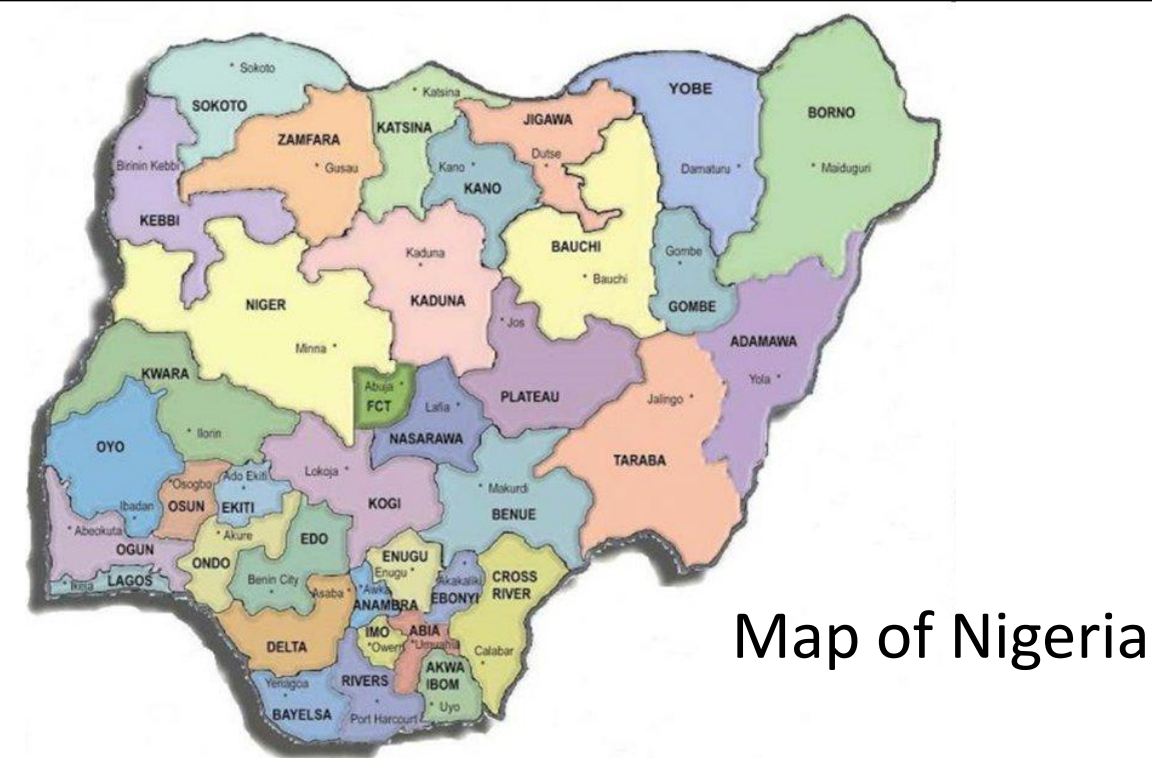 Sokoto
SOKOTO
Katsina
KATSINA
YOBE
BORNO
ZAMFARA
Gusau
JIGAWA
Dutse
Kano
KANO
Damaturu
Maiduguri
Birinin Kebbi
KEBBI
Kaduna
KADUNA
BAUCHI
Bauchi
Gombe
GOMBE
NIGER
Minna
Jos
PLATEAU
ADAMAWA
Yola
KWARA
Ilorin
Abuja
FCT
Lafia
NASARAWA
Jalingo
TARABA
OYO
Ibadan
Osogbo
OSUN
Ado Ekiti
EKITI
Lokoja
KOGI
Makurdi
BENUE
Abeokuta
OGUN
Akure
ONDO
EDO
Benin City
ENUGU
Enugu
CROSS
RIVER
Calabar
Ikeja
LAGOS
Asaba
Awka
ANAMBRA
Akakaliki
EBONYI
DELTA
IMO
Owerri
ABIA
Umuahia
AKWA
IBOM
Uyo
Yenagoa
BAYELSA
RIVERS
Port Harcourt
Map of Nigeria